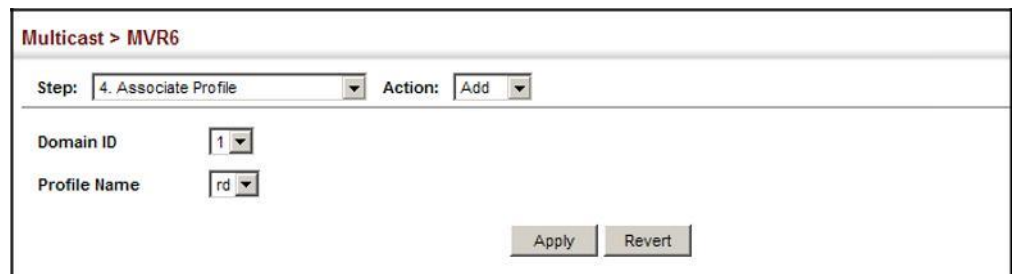 Multicast > MVR6
Step: 4. Associate Profile Action: Add
Domain ID 1
Profile Name rd
Apply Revert